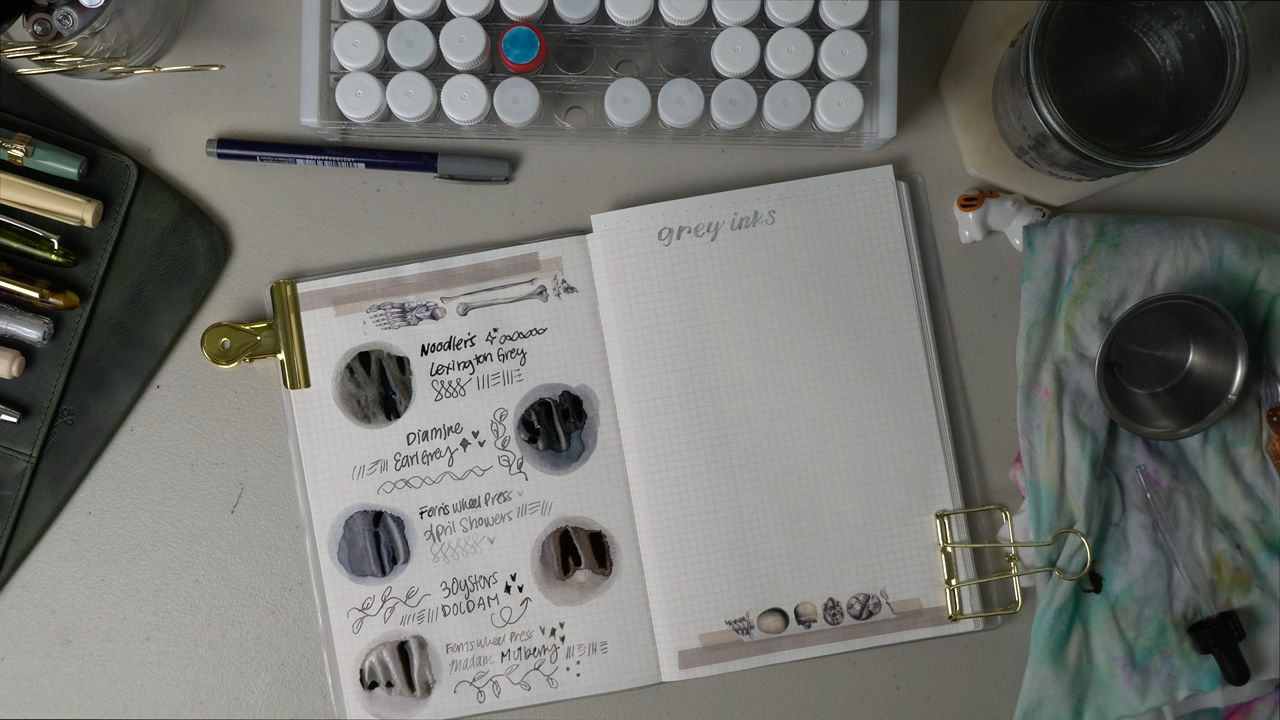 Noodler's
Lexington Grey
Diamine
Earl Grey
Ferris Wheel Press
April Showers
3Oysters
DOLDAM
Ferris Wheel Press
Madam Mulberry
grey inks